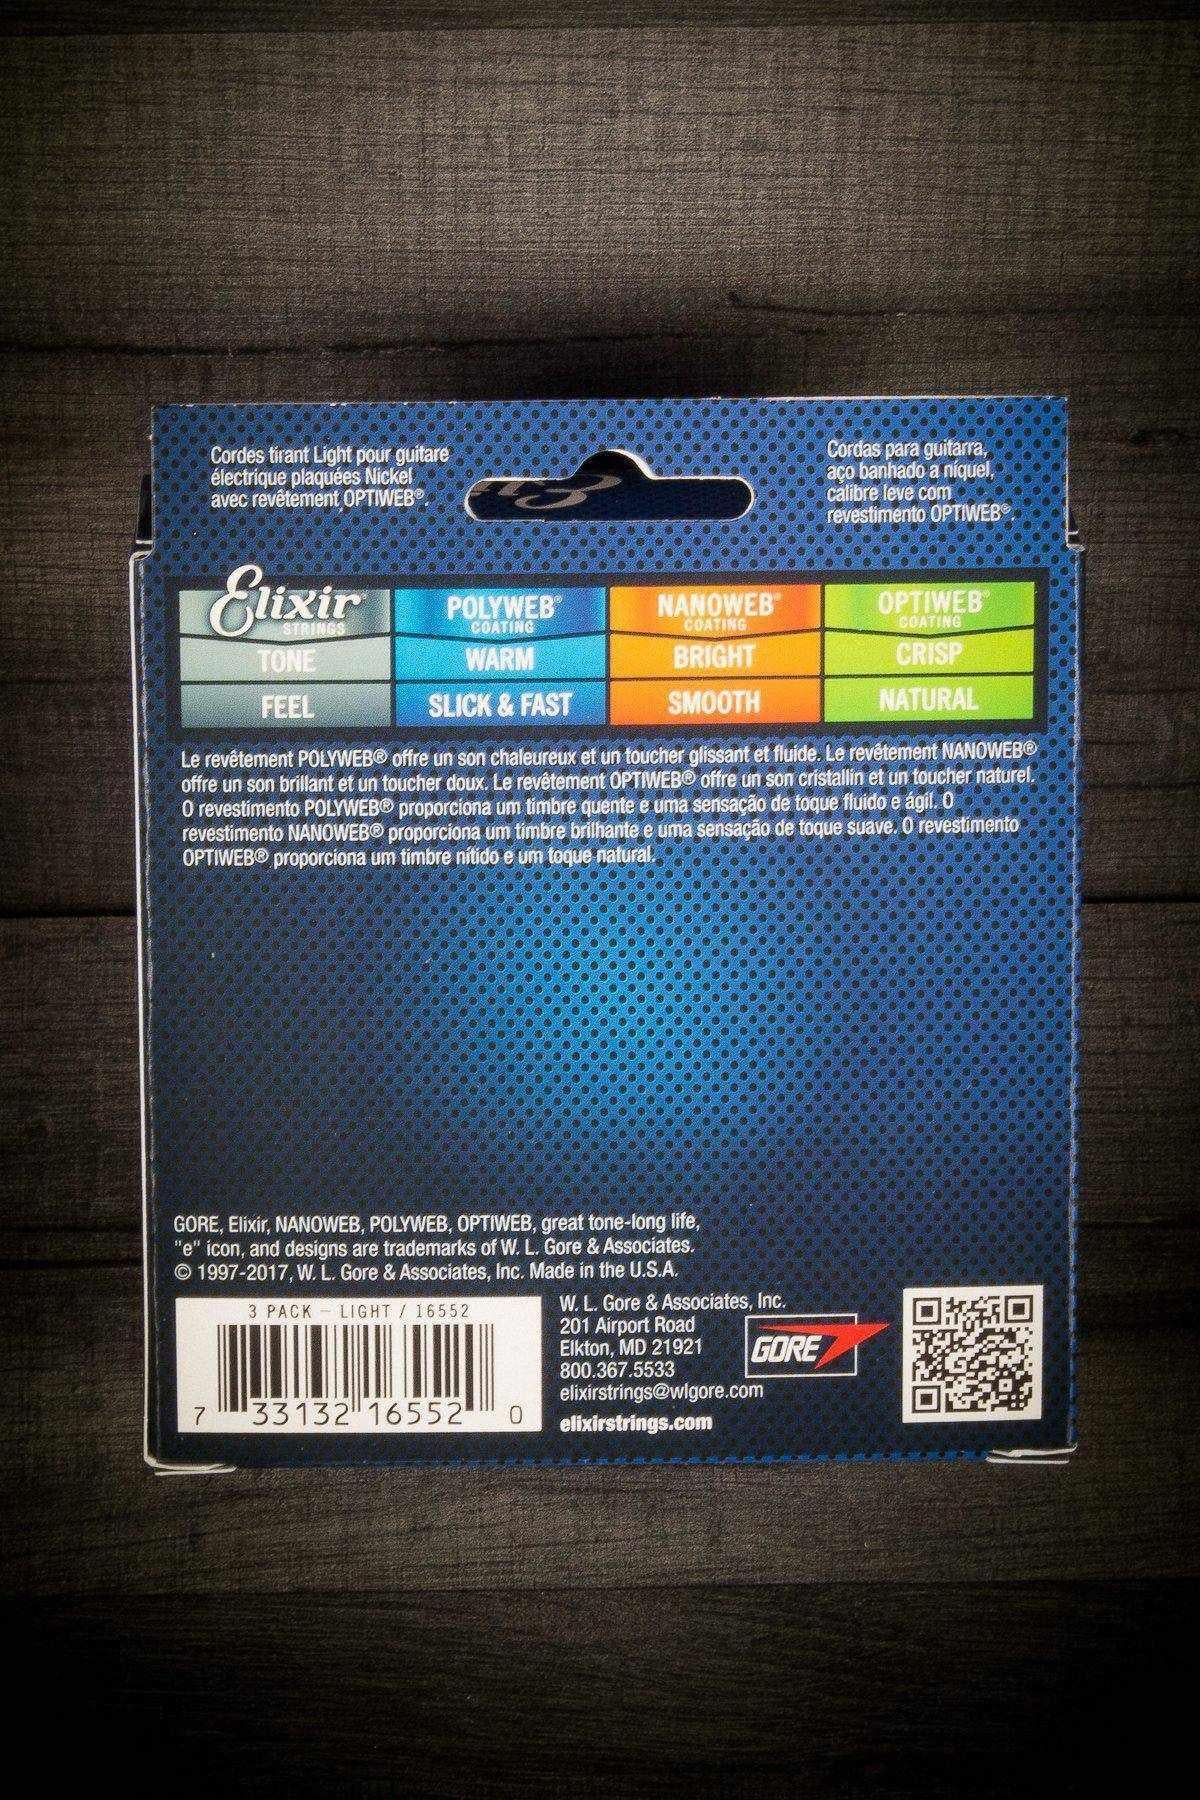 Cordes tirant Light pour guitare
électrique plaquées Nickel
avec revêtement OPTIWEB®.
Cordas para guitarra,
aço banhado a níquel,
calibre leve com
revestimento OPTIWEB®.
Elixir STRINGS
POLYWEB® COATING
NANOWEB® COATING
OPTIWEB® COATING
TONE WARM BRIGHT CRISP
FEEL SLICK & FAST SMOOTH NATURAL
Le revêtement POLYWEB® offre un son chaleureux et un toucher glissant et fluide. Le revêtement NANOWEB®
offre un son brillant et un toucher doux. Le revêtement OPTIWEB® offre un son cristallin et un toucher naturel.
O revestimento POLYWEB® proporciona um timbre quente e uma sensação de toque fluido e ágil. O
revestimento NANOWEB® proporciona um timbre brilhante e uma sensação de toque suave. O revestimento
OPTIWEB® proporciona um timbre nítido e um toque natural.
GORE, Elixir, NANOWEB, POLYWEB, OPTIWEB, great tone-long life,
"e" icon, and designs are trademarks of W. L. Gore & Associates.
© 1997-2017, W. L. Gore & Associates, Inc. Made in the U.S.A.
3 PACK - LIGHT / 16552
7 33132 16552 0
W. L. Gore & Associates, Inc.
201 Airport Road
Elkton, MD 21921
800.367.5533
elixirstrings@wlgore.com
elixirstrings.com
GORE